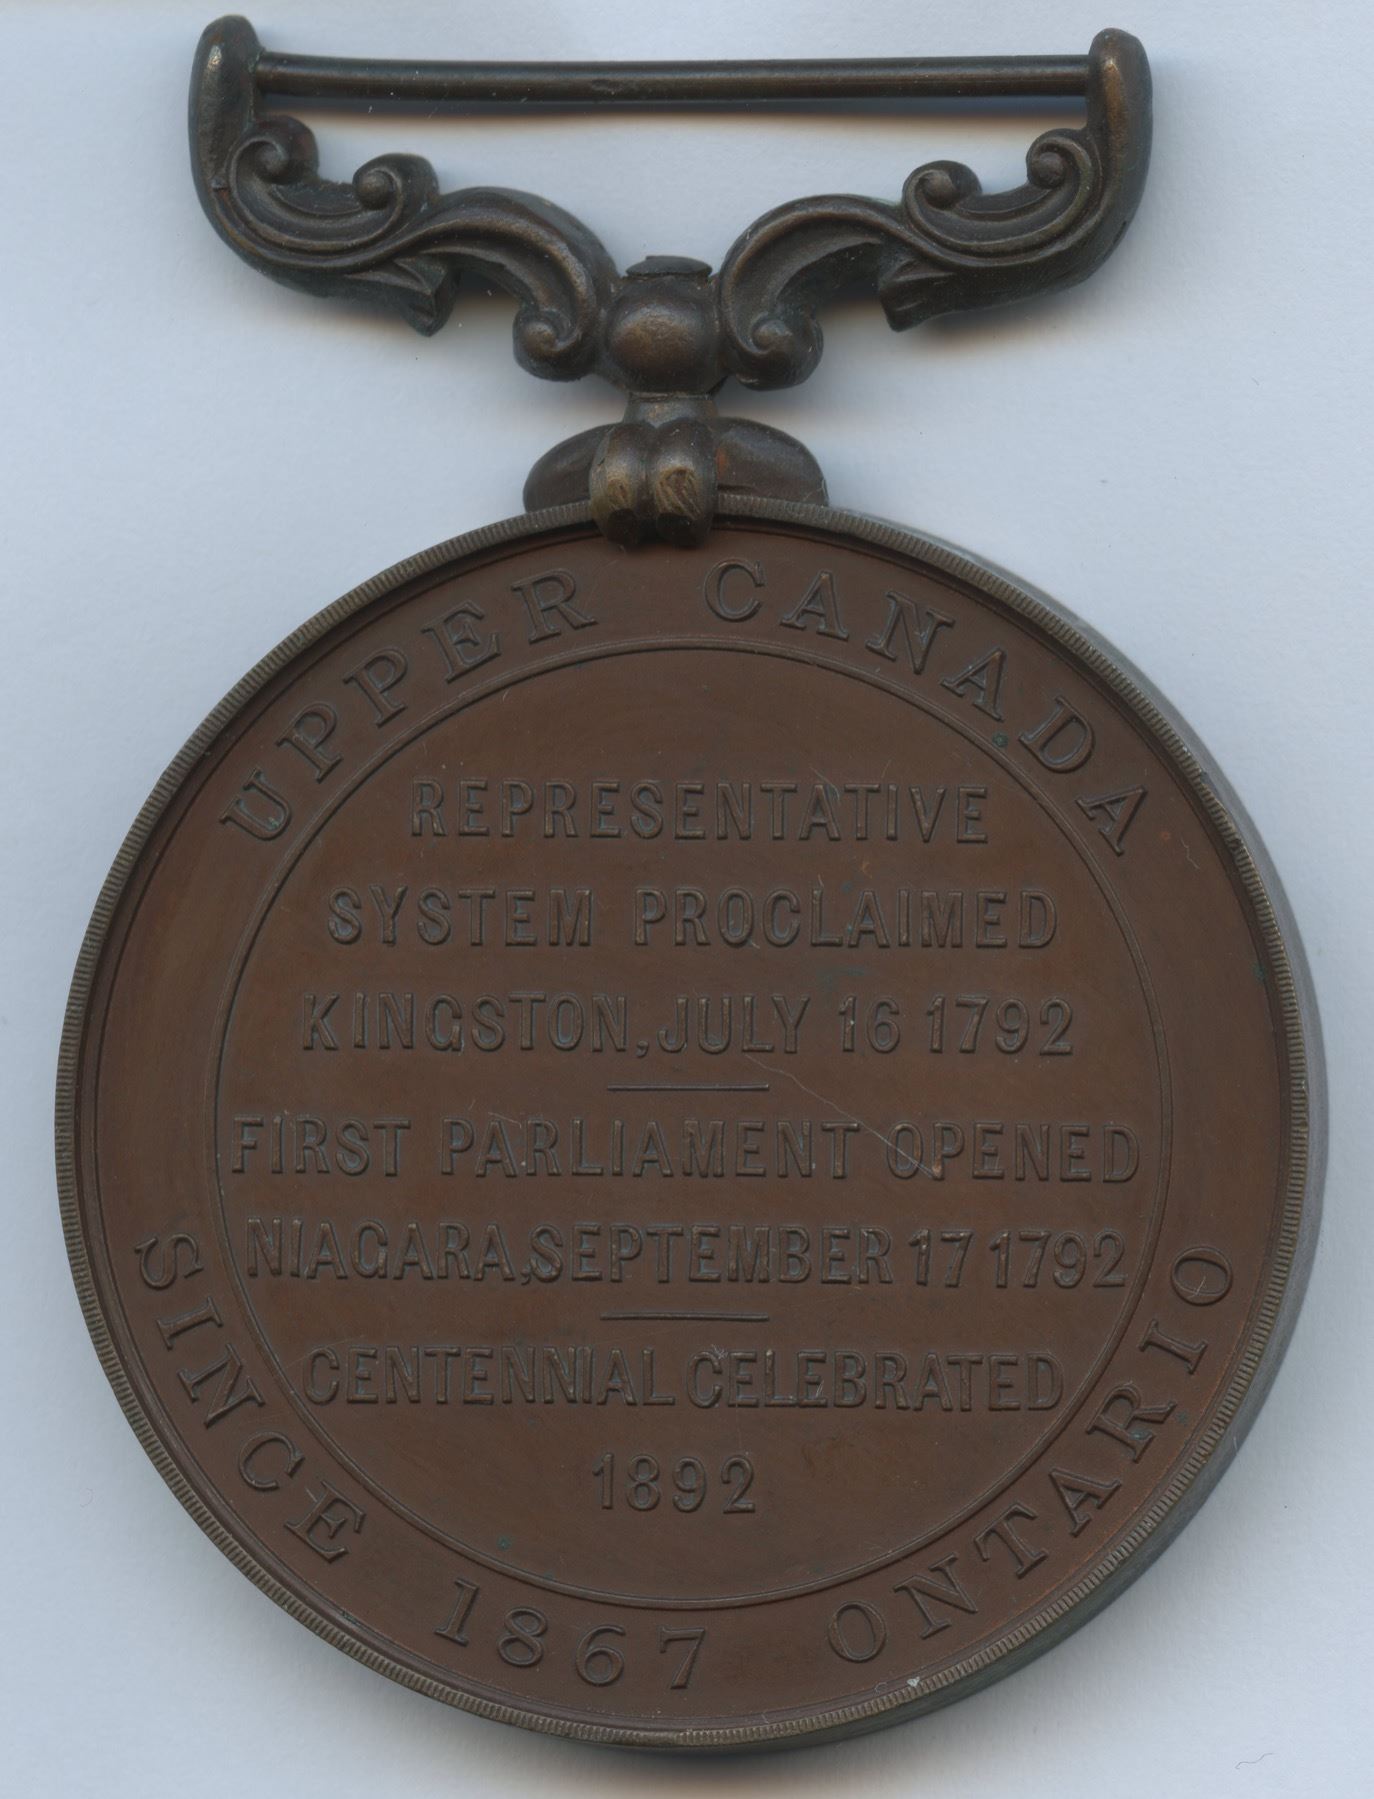 UPPER CANADA
REPRESENTATIVE
SYSTEM PROCLAIMED
KINGSTON, JULY 16 1792
FIRST PARLIAMENT OPENED
NIAGARA, SEPTEMBER 17 1792
CENTENNIAL CELEBRATED
1892
SINCE 1867 ONTARIO